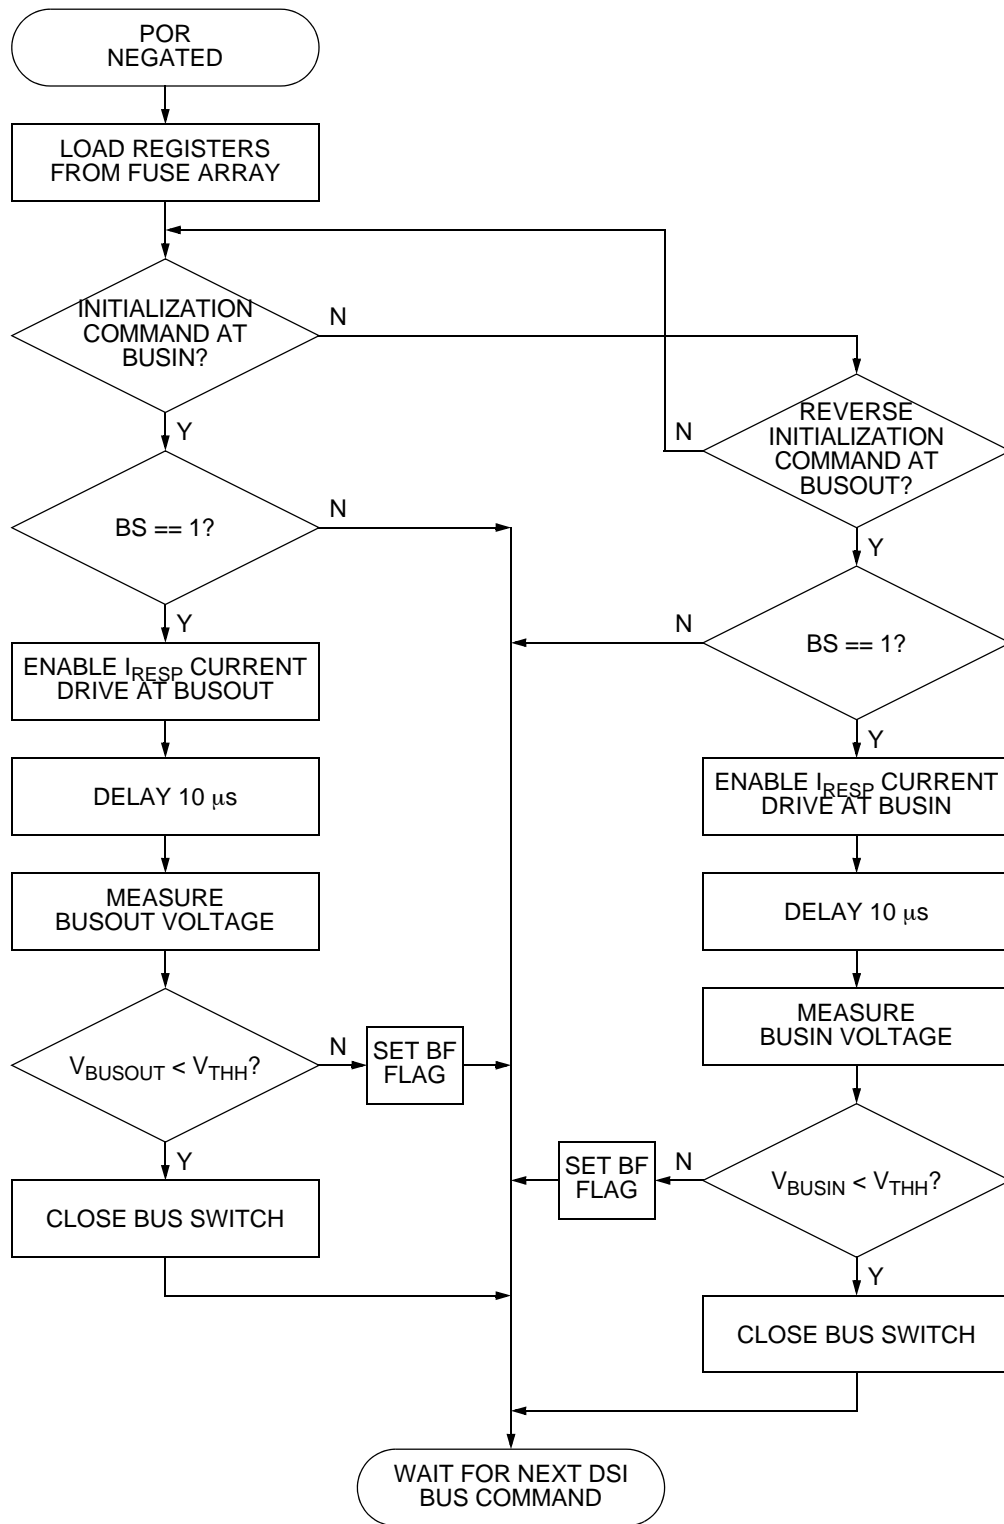 POR
NEGATED
LOAD REGISTERS
FROM FUSE ARRAY
INITIALIZATION
COMMAND AT
BUSIN?
N
Y
REVERSE
INITIALIZATION
COMMAND AT
BUSOUT?
N
Y
BS == 1?
N
Y
BS == 1?
N
Y
ENABLE IRESP CURRENT
DRIVE AT BUSOUT
DELAY 10 μs
MEASURE
BUSOUT VOLTAGE
VBUSOUT < VTHH?
N
SET BF
FLAG
Y
CLOSE BUS SWITCH
ENABLE IRESP CURRENT
DRIVE AT BUSIN
DELAY 10 μs
MEASURE
BUSIN VOLTAGE
VBUSIN < VTHH?
N
SET BF
FLAG
Y
CLOSE BUS SWITCH
WAIT FOR NEXT DSI
BUS COMMAND